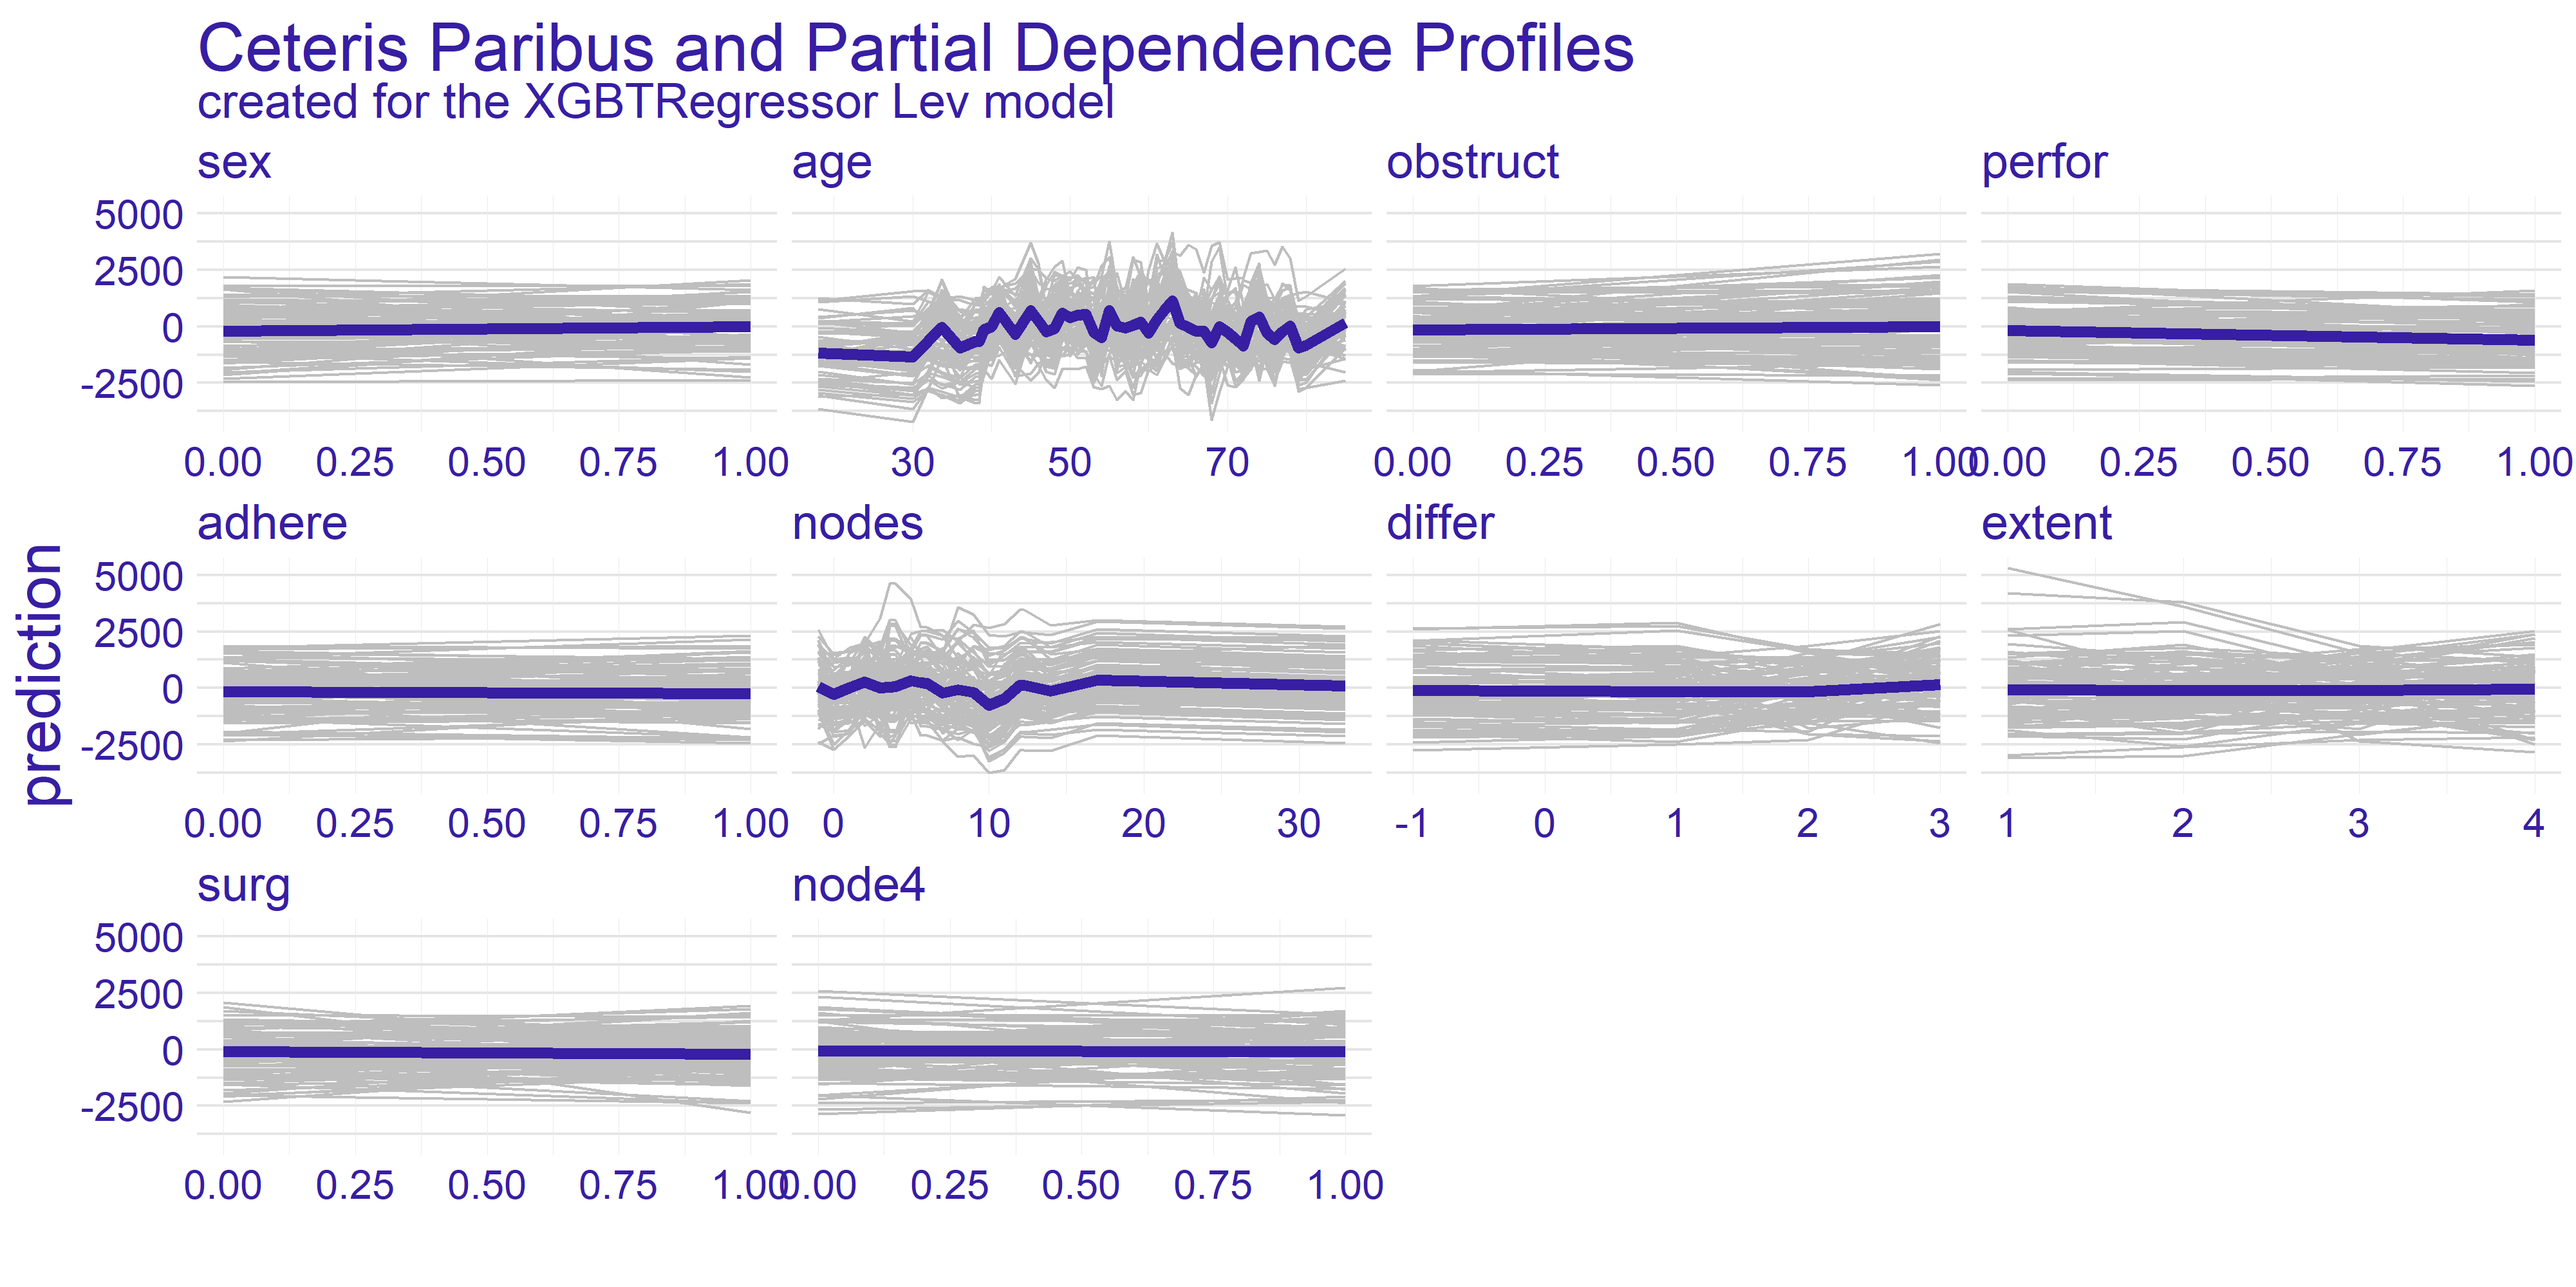 Ceteris Paribus and Partial Dependence Profiles
created for the XGBTRegressor Lev model
sex age obstruct perfor
5000
2500
0
-2500
0.00 0.25 0.50 0.75 1.00 30 50 70 0.00 0.25 0.50 0.75 1.00 0.00 0.25 0.50 0.75 1.00
adhere nodes differ extent
prediction
5000
2500
0
-2500
0.00 0.25 0.50 0.75 1.00 0 10 20 30 -1 0 1 2 3 1 2 3 4
surg node4
5000
2500
0
-2500
0.00 0.25 0.50 0.75 1.00 0.00 0.25 0.50 0.75 1.00